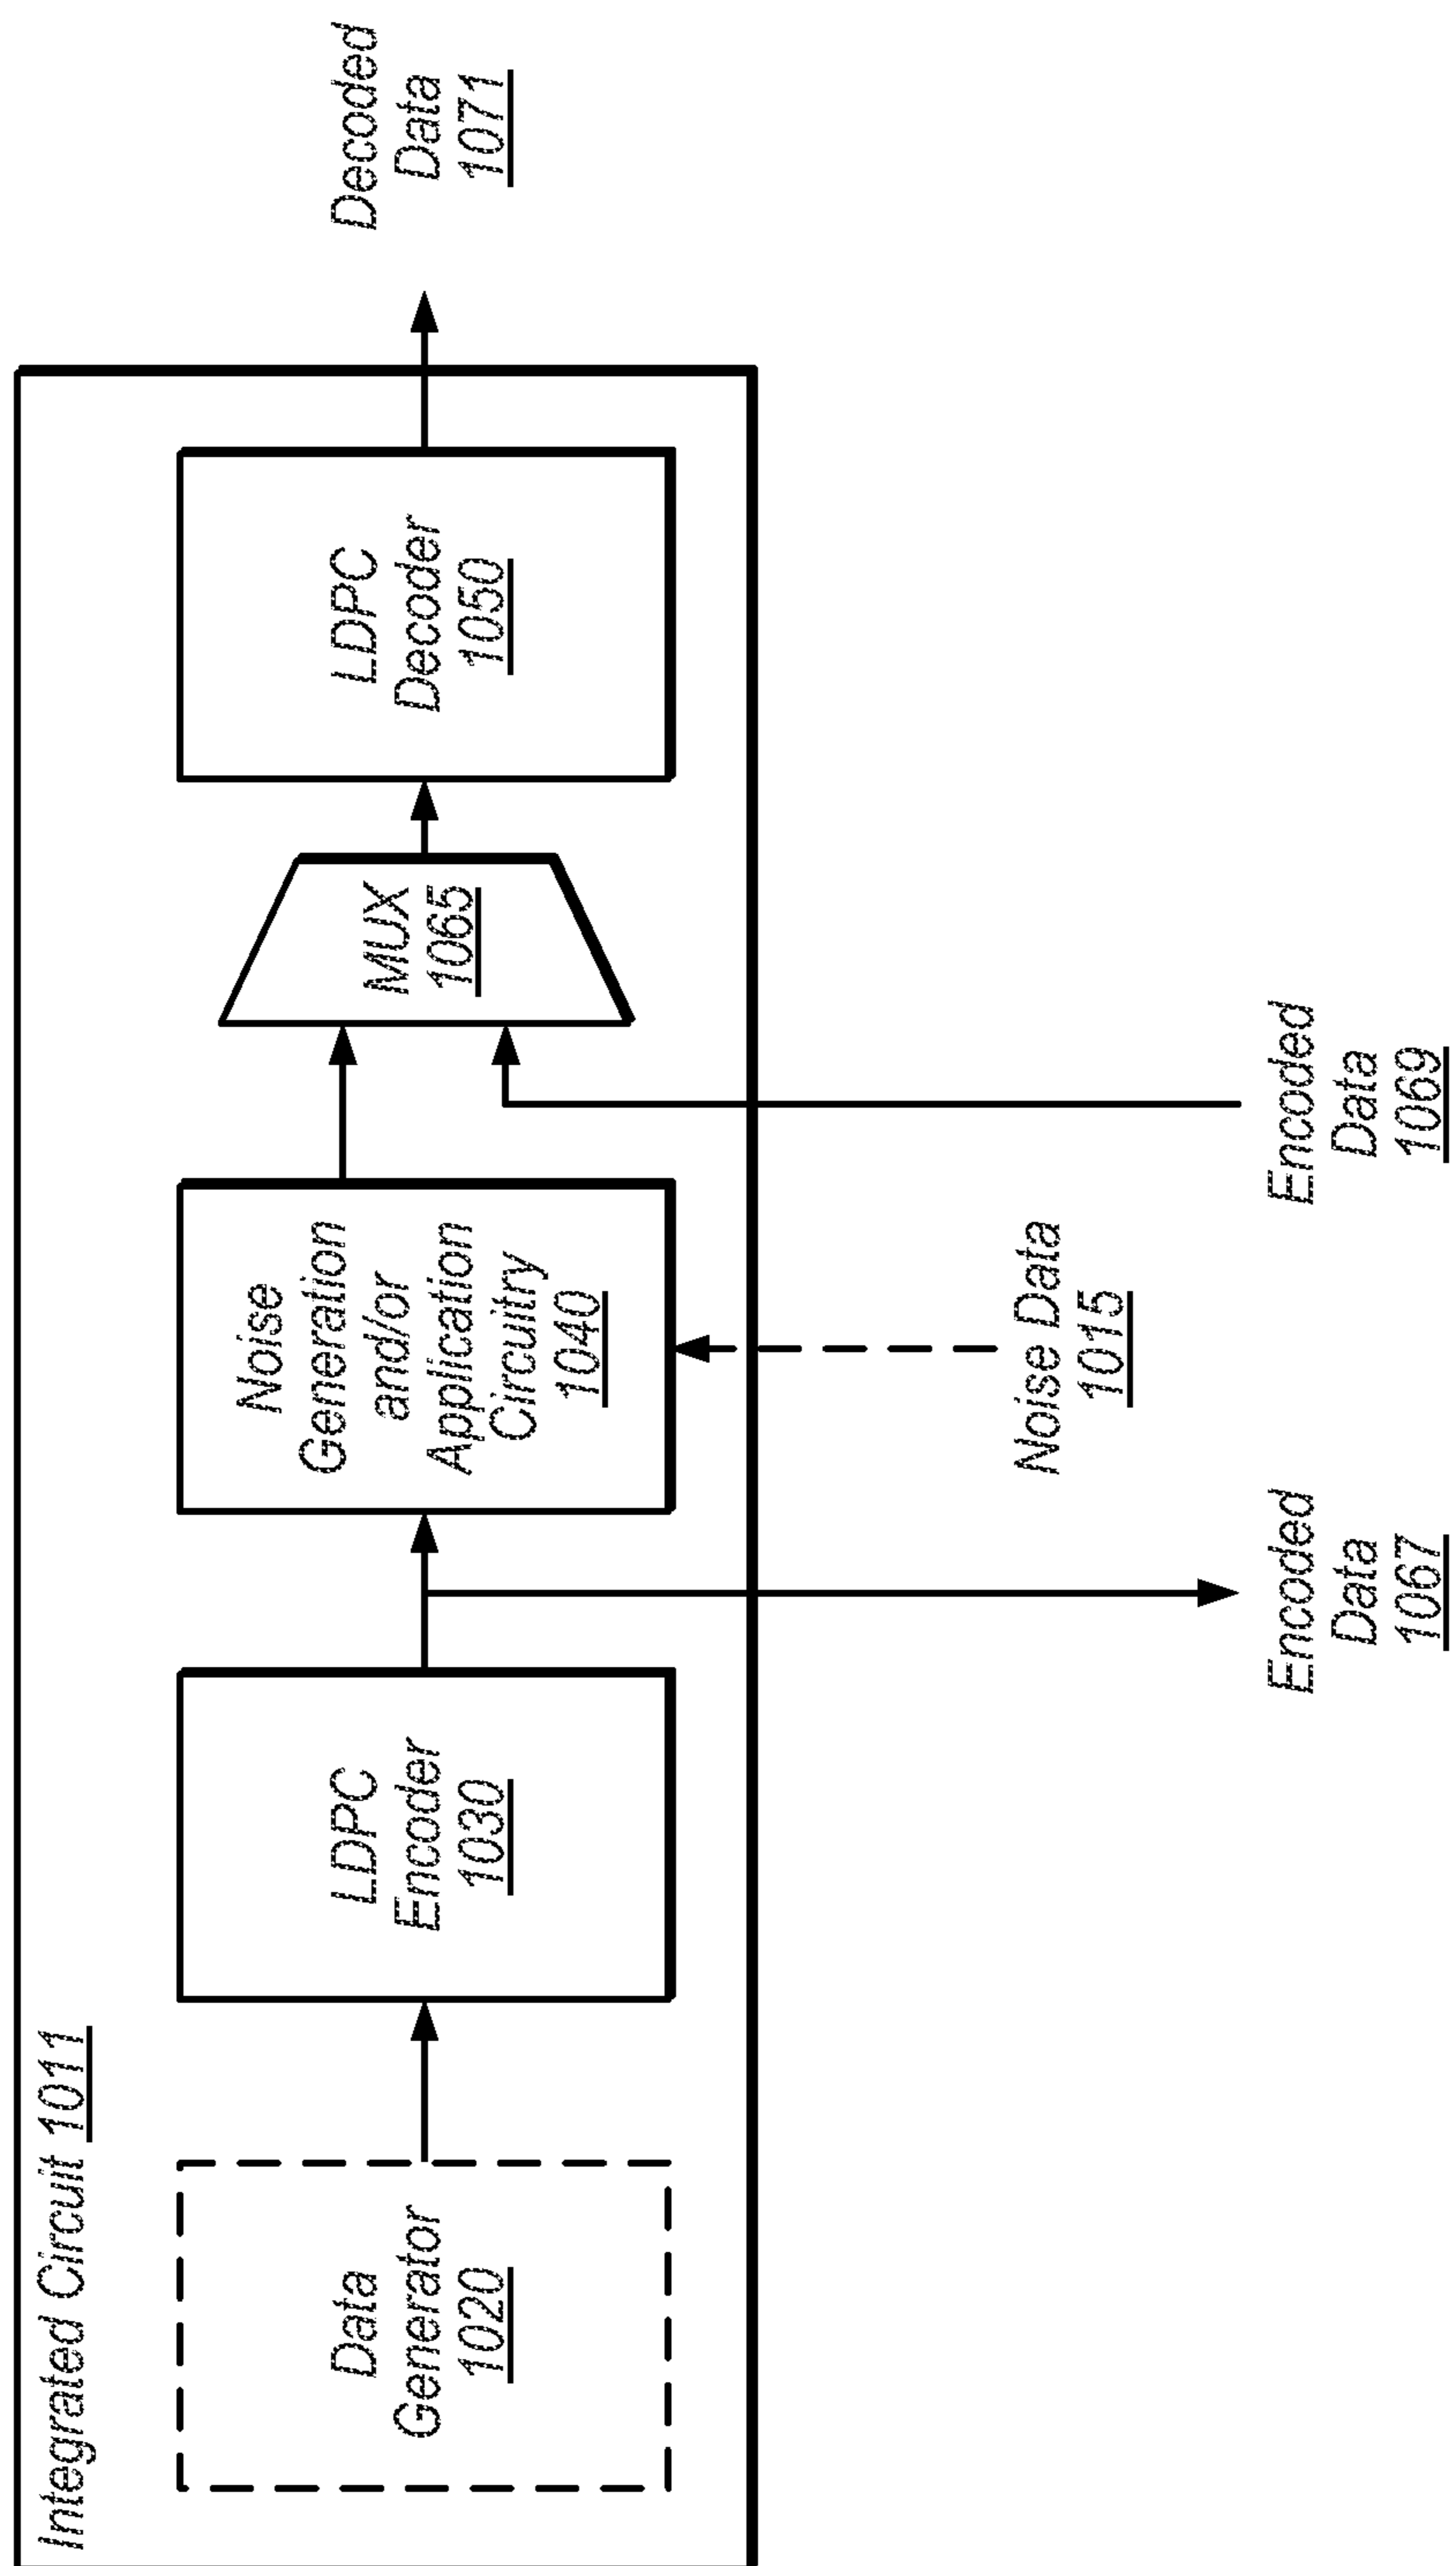 Integrated Circuit 1011
Data
Generator
1020
LDPC
Encoder
1030
Noise
Generation
and/or
Application
Circuitry
1040
MUX
1065
LDPC
Decoder
1050
Decoded
Data
1071
Encoded
Data
1067
Noise Data
1015
Encoded
Data
1069